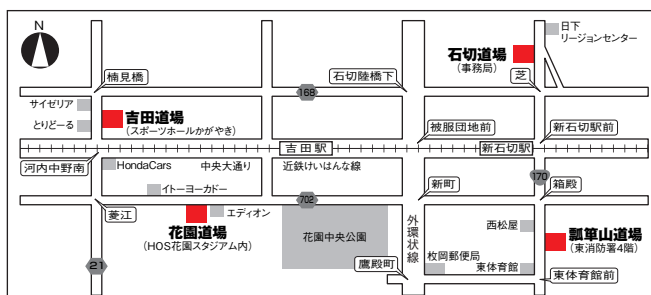 N
日下
リージョンセンター
石切道場
(事務局)
楠見橋
石切陸橋下
芝
168
サイゼリア
とりどーる
吉田道場
(スポーツホールかがやき)
被服団地前
新石切駅前
吉田駅
新石切駅
河内中野南
HondaCars
中央大通り
近鉄けいはんな線
170
イトーヨーカドー
新町
箱殿
702
菱江
エディオン
花園道場
(HOS花園スタジアム内)
花園中央公園
外環状線
西松屋
瓢箪山道場
(東消防署4階)
枚岡郵便局
東体育館
21
鷹殿町
東体育館前